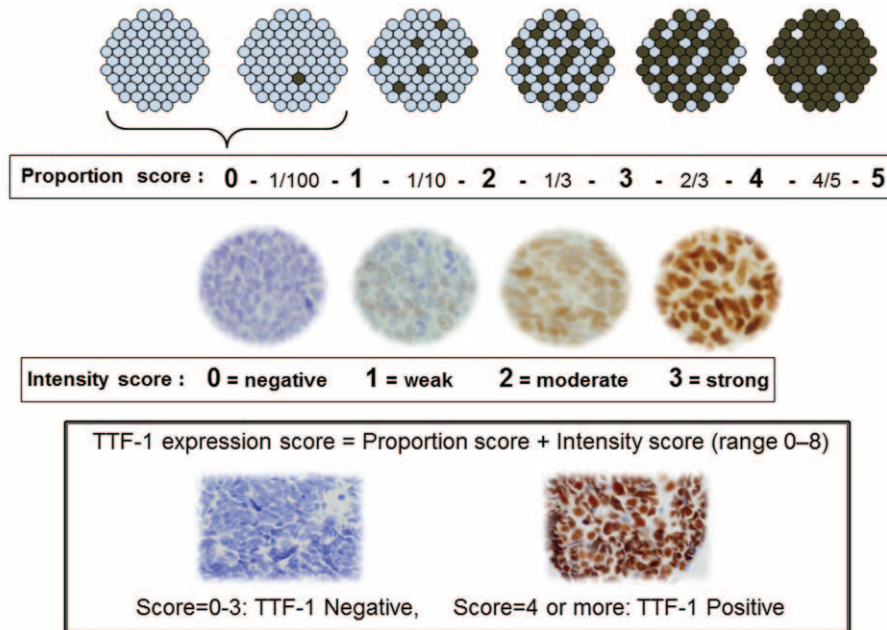 Proportion score : 0 - 1/100 - 1 - 1/10 - 2 - 1/3 - 3 - 2/3 - 4 - 4/5 - 5
Intensity score : 0 = negative 1 = weak 2 = moderate 3 = strong
TTF-1 expression score = Proportion score + Intensity score (range 0–8)
Score=0-3: TTF-1 Negative, Score=4 or more: TTF-1 Positive